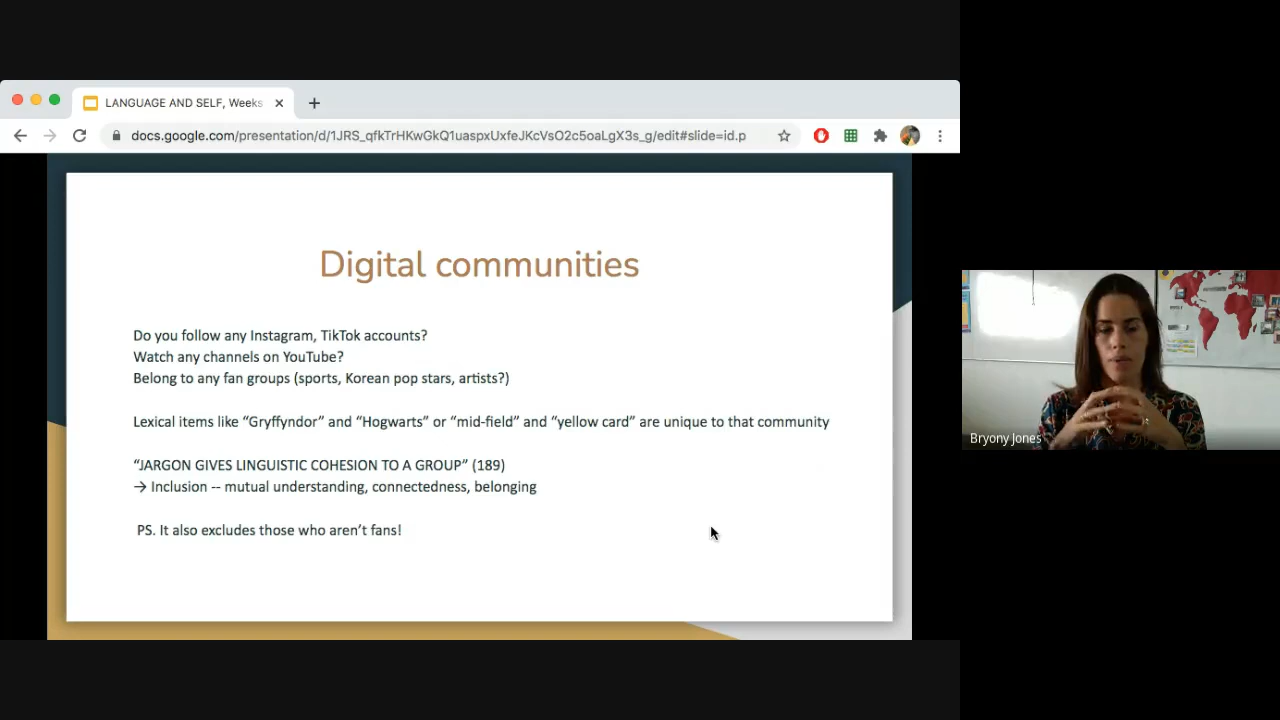 LANGUAGE AND SELF, Weeks
docs.google.com/presentation/d/1JRS_qfkTrHKwGkQ1uaspxUxfeJKcVsO2c5oaLgX3s_g/edit#slide=id.p
Digital communities
Do you follow any Instagram, TikTok accounts?
Watch any channels on YouTube?
Belong to any fan groups (sports, Korean pop stars, artists?)
Lexical items like “Gryffyndor” and “Hogwarts” or “mid-field” and “yellow card” are unique to that community
“JARGON GIVES LINGUISTIC COHESION TO A GROUP” (189)
→ Inclusion -- mutual understanding, connectedness, belonging
PS. It also excludes those who aren’t fans!
Bryony Jones